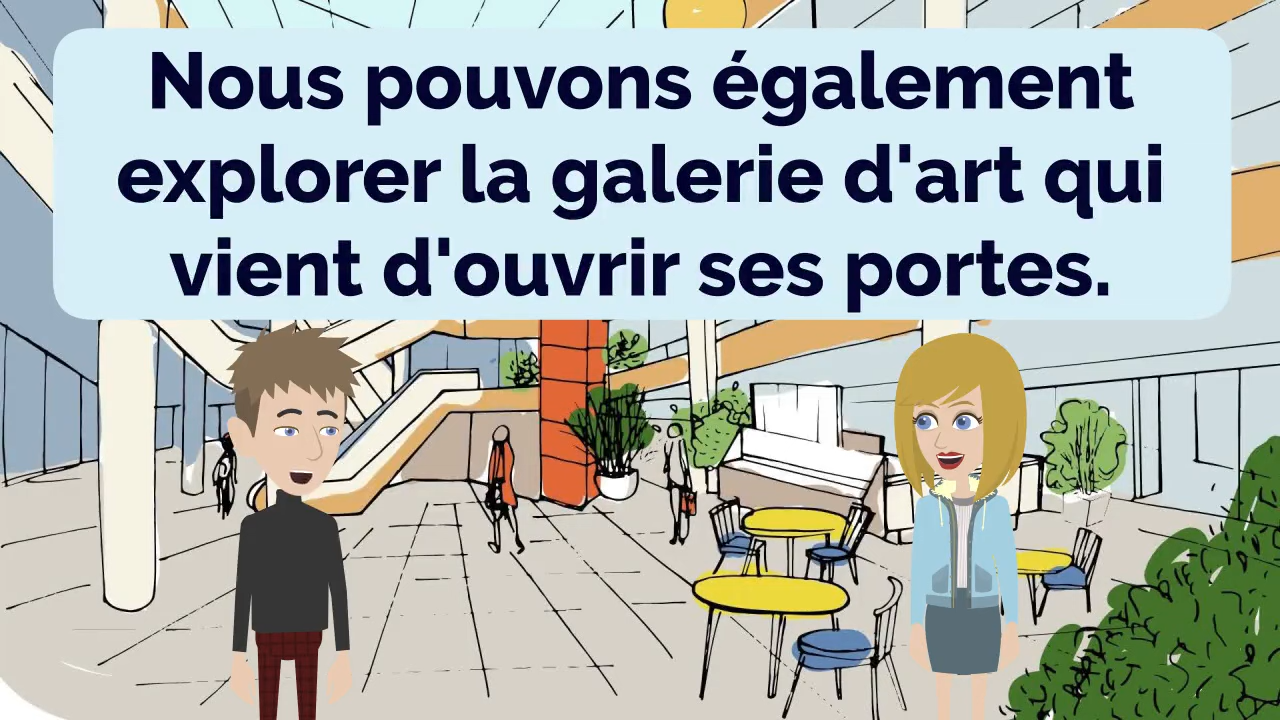 Nous pouvons également
explorer la galerie d'art qui
vient d'ouvrir ses portes.